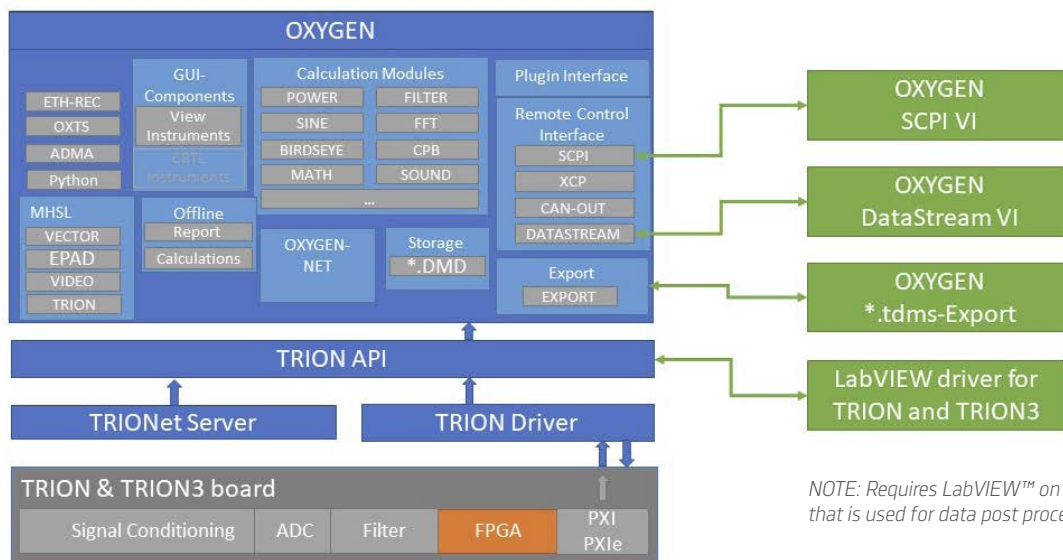 OXYGEN
ETH-REC
OXTS
ADMA
Python
GUI-
Components
View
Instruments
CRTL
Instruments
Calculation Modules
POWER
FILTER
SINE
FFT
BIRDSEYE
CPB
MATH
SOUND
...
Plugin Interface
Remote Control
Interface
SCPI
XCP
CAN-OUT
DATASTREAM
MHSL
VECTOR
EPAD
VIDEO
TRION
Offline
Report
Calculations
OXYGEN-
NET
Storage
*.DMD
Export
EXPORT
TRION API
TRIONet Server
TRION Driver
TRION & TRION3 board
Signal Conditioning
ADC
Filter
FPGA
PXI
PXIe
OXYGEN
SCPI VI
OXYGEN
DataStream VI
OXYGEN
*.tdms-Export
LabVIEW driver for
TRION and TRION3
NOTE: Requires LabVIEW™ on
that is used for data post proce